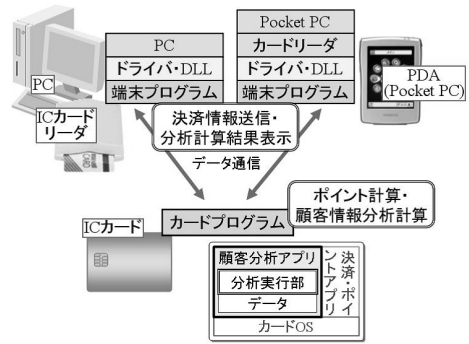 Pocket PC
PC
カードリーダ
ドライバ・DLL
ドライバ・DLL
端末プログラム
端末プログラム
PC
PDA
(Pocket PC)
ICカード
リーダ
決済情報送信・
分析計算結果表示
データ通信
ポイント計算・
顧客情報分析計算
ICカード
カードプログラム
顧客分析アプリ
分析実行部
データ
決済・ポイ
ントアプリ
カードOS